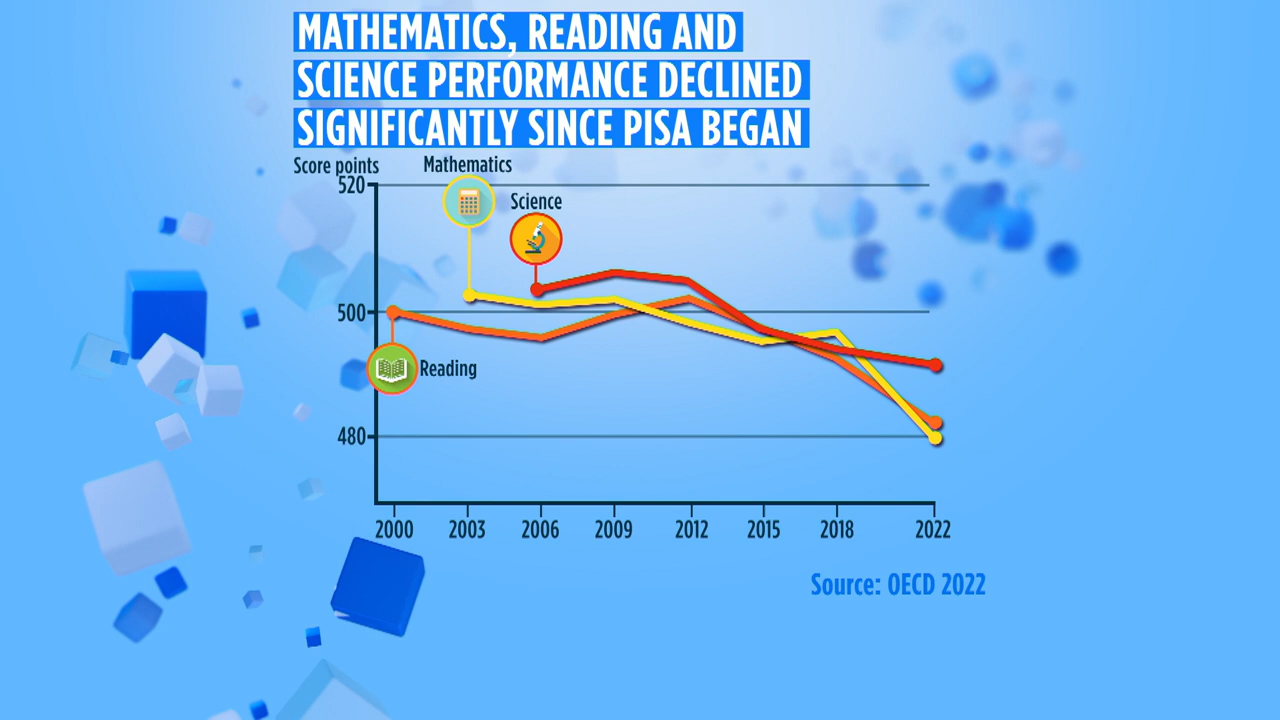 MATHEMATICS, READING AND
SCIENCE PERFORMANCE DECLINED
SIGNIFICANTLY SINCE PISA BEGAN
Score points
Mathematics
520
Science
500
Reading
480
2000 2003 2006 2009 2012 2015 2018 2022
Source: OECD 2022